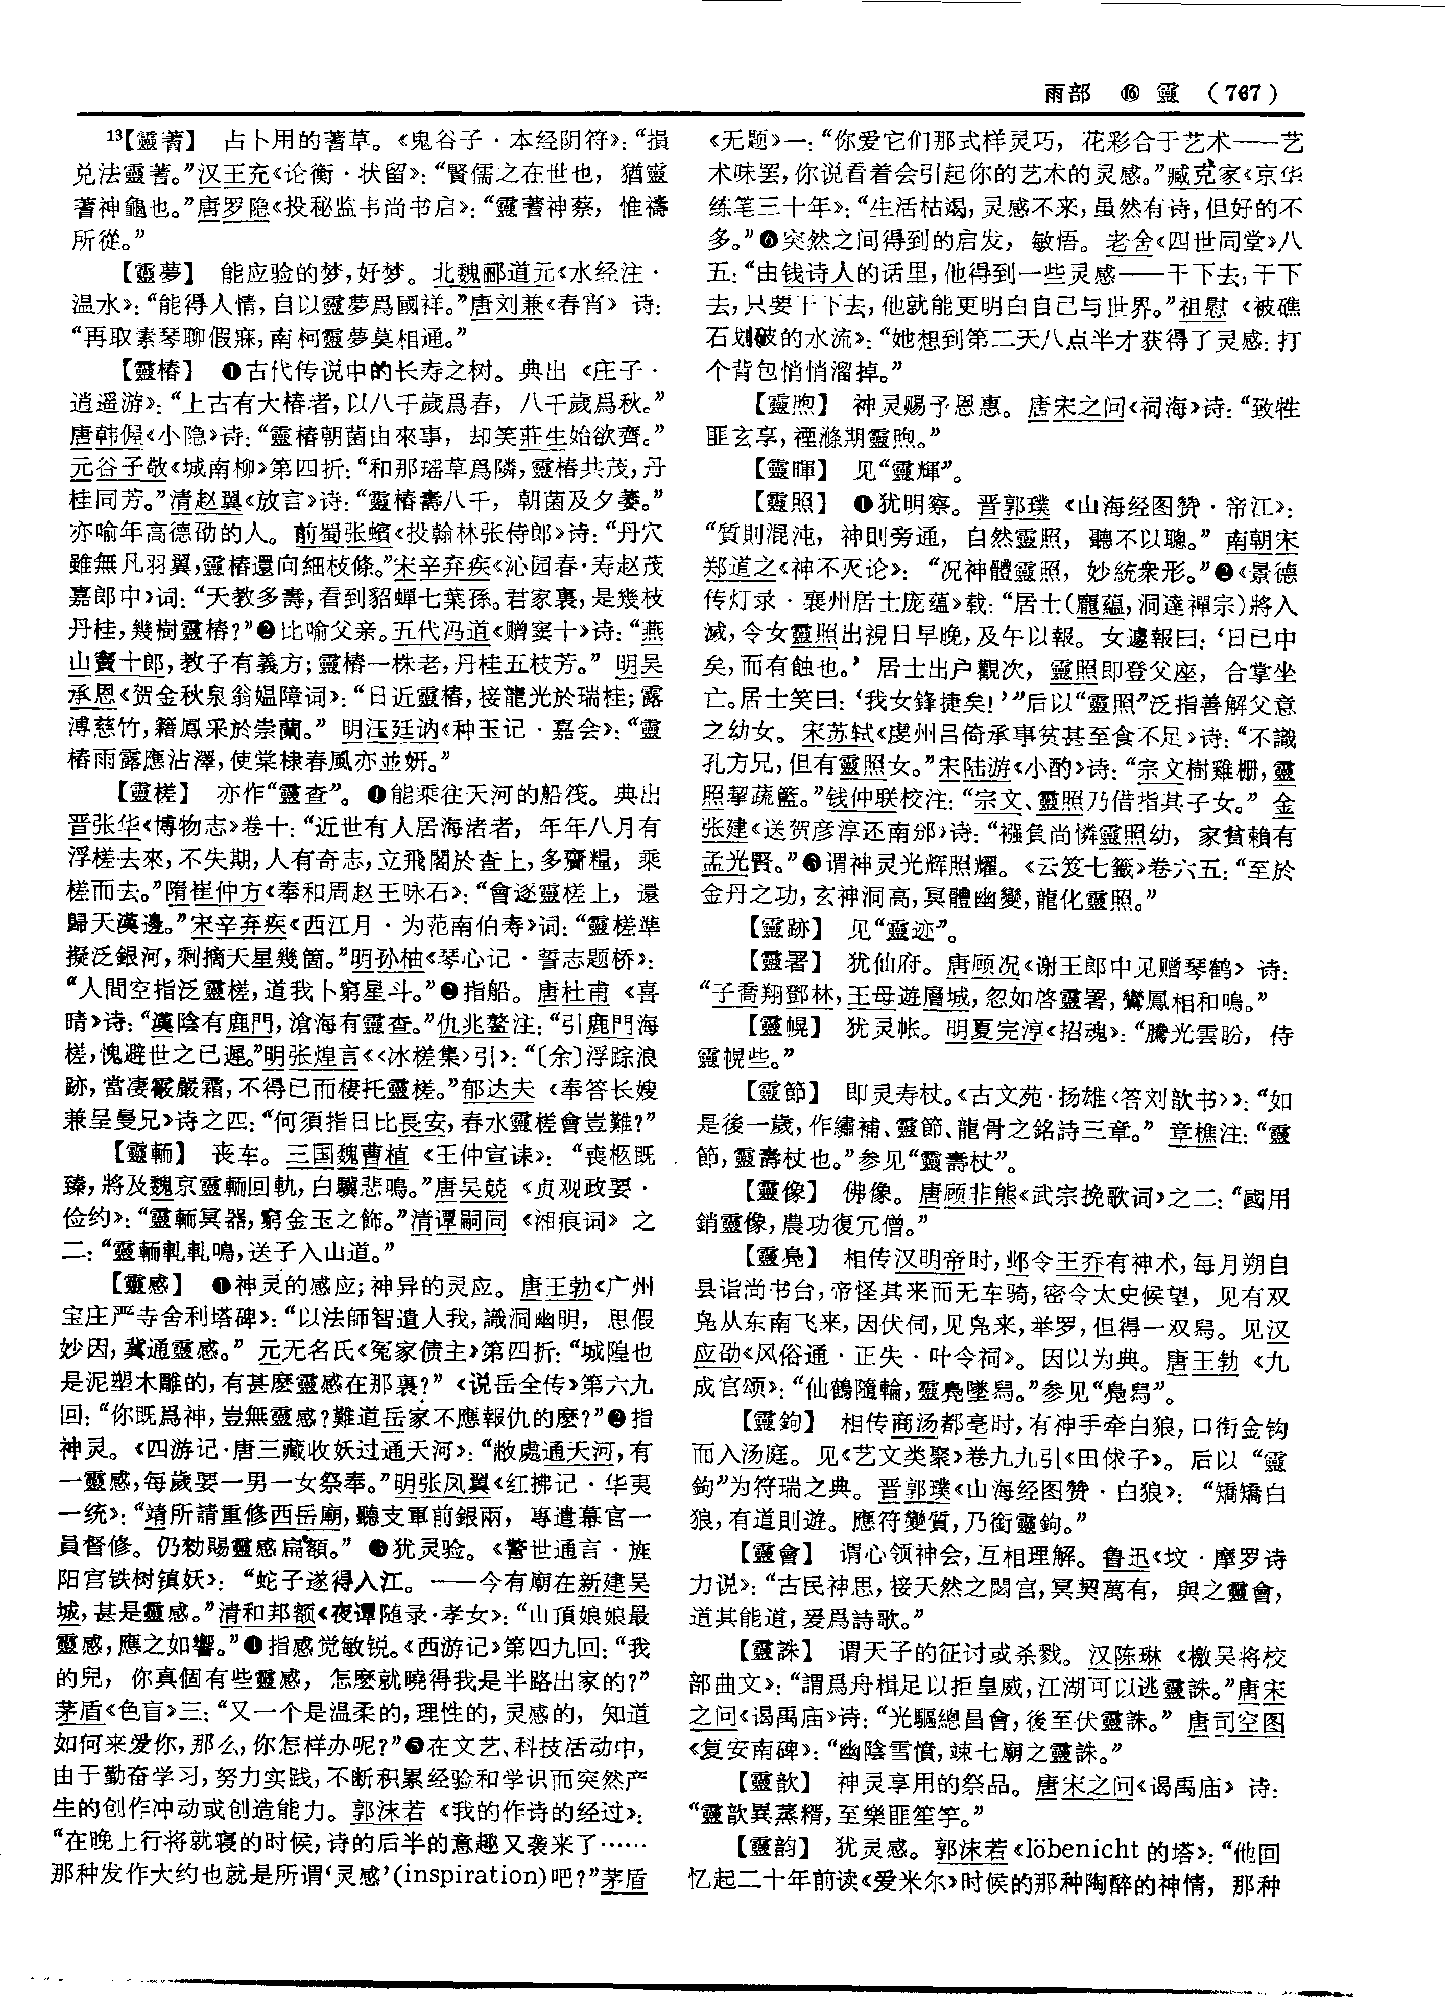 雨部 ⑯ 靈 (767)
¹³【靈蓍】 占卜用的蓍草。《鬼谷子·本经阴符》:“損
兑法靈蓍。”汉王充《论衡·状留》:“賢儒之在世也,猶靈
蓍神龜也。”唐罗隐《投秘监韦尚书启》:“靈蓍神蔡,惟禱
所從。”
【靈夢】 能应验的梦,好梦。北魏郦道元《水经注·
温水》:“能得人情,自以靈夢爲國祥。”唐刘兼《春宵》诗:
“再取素琴聊假寐,南柯靈夢莫相通。”
【靈椿】 ❶古代传说中的长寿之树。典出《庄子·
逍遥游》:“上古有大椿者,以八千歲爲春,八千歲爲秋。”
唐韩偓《小隐》诗:“靈椿朝菌由來事,却笑莊生始欲齊。”
元谷子敬《城南柳》第四折:“和那瑶草爲隣,靈椿共茂,丹
桂同芳。”清赵翼《放言》诗:“靈椿壽八千,朝菌及夕萎。”
亦喻年高德劭的人。前蜀张蠙《投翰林张侍郎》诗:“丹穴
雖無凡羽翼,靈椿還向細枝條。”宋辛弃疾《沁园春·寿赵茂
嘉郎中》词:“天教多壽,看到貂蟬七葉孫。君家裏,是幾枝
丹桂,幾樹靈椿?”❷比喻父亲。五代冯道《赠窦十》诗:“燕
山竇十郎,教子有義方;靈椿一株老,丹桂五枝芳。”明吴
承恩《贺金秋泉翁媪障词》:“日近靈椿,接龍光於瑞桂;露
漙慈竹,籍鳳采於崇蘭。”明汪廷讷《种玉记·嘉会》:“靈
椿雨露應沾澤,使棠棣春風亦並妍。”
【靈槎】 亦作“靈查”。❶能乘往天河的船筏。典出
晋张华《博物志》卷十:“近世有人居海渚者,年年八月有
浮槎去來,不失期,人有奇志,立飛閣於查上,多齎糧,乘
槎而去。”隋崔仲方《奉和周赵王咏石》:“會逐靈槎上,還
歸天漢邊。”宋辛弃疾《西江月·为范南伯寿》词:“靈槎準
擬泛銀河,剩摘天星幾箇。”明孙柚《琴心记·誓志题桥》:
“人間空指泛靈槎,道我卜窮星斗。”❷指船。唐杜甫《喜
晴》诗:“漢陰有鹿門,滄海有靈查。”仇兆鳌注:“引鹿門海
槎,愧避世之已遲。”明张煌言《〈冰槎集〉引》:“〔余〕浮踪浪
跡,當凄霰嚴霜,不得已而棲托靈槎。”郁达夫《奉答长嫂
兼呈曼兄》诗之四:“何須指日比長安,春水靈槎會豈難?”
【靈輀】 丧车。三国魏曹植《王仲宣诔》:“喪柩既
臻,將及魏京靈輀回軌,白驥悲鳴。”唐吴兢《贞观政要·
俭约》:“靈輀冥器,窮金玉之飾。”清谭嗣同《湘痕词》之
二:“靈輀軋軋鳴,送子入山道。”
【靈感】 ❶神灵的感应;神异的灵应。唐王勃《广州
宝庄严寺舍利塔碑》:“以法師智遺人我,識洞幽明,思假
妙因,冀通靈感。”元无名氏《冤家债主》第四折:“城隍也
是泥塑木雕的,有甚麽靈感在那裏?”《说岳全传》第六九
回:“你既爲神,豈無靈感?難道岳家不應報仇的麽?”❷指
神灵。《四游记·唐三藏收妖过通天河》:“敝處通天河,有
一靈感,每歲要一男一女祭奉。”明张凤翼《红拂记·华夷
一统》:“靖所請重修西岳廟,聽支軍前銀兩,專遣幕官一
員督修。仍勑賜靈感扁額。”❸犹灵验。《警世通言·旌
阳宫铁树镇妖》:“蛇子遂得入江。——今有廟在新建吴
城,甚是靈感。”清和邦额《夜谭随录·孝女》:“山頂娘娘最
靈感,應之如響。”❹指感觉敏锐。《西游记》第四九回:“我
的兒,你真個有些靈感,怎麽就曉得我是半路出家的?”
茅盾《色盲》三:“又一个是温柔的,理性的,灵感的,知道
如何来爱你,那么,你怎样办呢?”❺在文艺、科技活动中,
由于勤奋学习,努力实践,不断积累经验和学识而突然产
生的创作冲动或创造能力。郭沫若《我的作诗的经过》:
“在晚上行将就寝的时候,诗的后半的意趣又袭来了……
那种发作大约也就是所谓‘灵感’(inspiration)吧?”茅盾
《无题》一:“你爱它们那式样灵巧,花彩合于艺术——艺
术味罢,你说看着会引起你的艺术的灵感。”臧克家《京华
练笔三十年》:“生活枯竭,灵感不来,虽然有诗,但好的不
多。”❻突然之间得到的启发,敏悟。老舍《四世同堂》八
五:“由钱诗人的话里,他得到一些灵感——干下去,干下
去,只要干下去,他就能更明白自己与世界。”祖慰《被礁
石划破的水流》:“她想到第二天八点半才获得了灵感:打
个背包悄悄溜掉。”
【靈煦】 神灵赐予恩惠。唐宋之问《祠海》诗:“致牲
匪玄享,禋滌期靈煦。”
【靈暉】 见“靈輝”。
【靈照】 ❶犹明察。晋郭璞《山海经图赞·帝江》:
“質則混沌,神則旁通,自然靈照,聽不以聰。”南朝宋
郑道之《神不灭论》:“况神體靈照,妙統衆形。”❷《景德
传灯录·襄州居士庞蕴》载:“居士(龐蕴,洞達禪宗)將入
滅,令女靈照出視日早晚,及午以報。女遽報曰:‘日已中
矣,而有蝕也。’居士出户觀次,靈照即登父座,合掌坐
亡。居士笑曰:‘我女鋒捷矣!’”后以“靈照”泛指善解父意
之幼女。宋苏轼《虔州吕倚承事贫甚至食不足》诗:“不識
孔方兄,但有靈照女。”宋陆游《小酌》诗:“宗文樹雞栅,靈
照挈蔬籃。”钱仲联校注:“宗文、靈照乃借指其子女。”金
张建《送贺彦淳还南邠》诗:“襁負尚憐靈照幼,家貧賴有
孟光賢。”❸谓神灵光辉照耀。《云笈七籤》卷六五:“至於
金丹之功,玄神洞高,冥體幽變,龍化靈照。”
【靈跡】 见“靈迹”。
【靈署】 犹仙府。唐顾况《谢王郎中见赠琴鹤》诗:
“子喬翔鄧林,王母遊層城,忽如啓靈署,鸞鳳相和鳴。”
【靈幌】 犹灵帐。明夏完淳《招魂》:“騰光雲盼,侍
靈幌些。”
【靈節】 即灵寿杖。《古文苑·扬雄〈答刘歆书〉》:“如
是後一歲,作繡補、靈節、龍骨之銘詩三章。”章樵注:“靈
節,靈壽杖也。”参见“靈壽杖”。
【靈像】 佛像。唐顾非熊《武宗挽歌词》之二:“國用
銷靈像,農功復冗僧。”
【靈鳧】 相传汉明帝时,邺令王乔有神术,每月朔自
县诣尚书台,帝怪其来而无车骑,密令太史候望,见有双
凫从东南飞来,因伏伺,见凫来,举罗,但得一双舄。见汉
应劭《风俗通·正失·叶令祠》。因以为典。唐王勃《九
成宫颂》:“仙鶴隨輪,靈鳧墜舄。”参见“鳧舄”。
【靈鉤】 相传商汤都亳时,有神手牵白狼,口衔金钩
而入汤庭。见《艺文类聚》卷九九引《田俅子》。后以“靈
鉤”为符瑞之典。晋郭璞《山海经图赞·白狼》:“矯矯白
狼,有道則遊。應符變質,乃銜靈鉤。”
【靈會】 谓心领神会,互相理解。鲁迅《坟·摩罗诗
力说》:“古民神思,接天然之閟宫,冥契萬有,與之靈會,
道其能道,爰爲詩歌。”
【靈誅】 谓天子的征讨或杀戮。汉陈琳《檄吴将校
部曲文》:“謂爲舟楫足以拒皇威,江湖可以逃靈誅。”唐宋
之问《谒禹庙》诗:“光驅總昌會,後至伏靈誅。”唐司空图
《复安南碑》:“幽陰雪憤,竦七廟之靈誅。”
【靈歆】 神灵享用的祭品。唐宋之问《谒禹庙》诗:
“靈歆異蒸糈,至樂匪笙竽。”
【靈韵】 犹灵感。郭沫若《löbenicht的塔》:“他回
忆起二十年前读《爱米尔》时候的那种陶醉的神情,那种